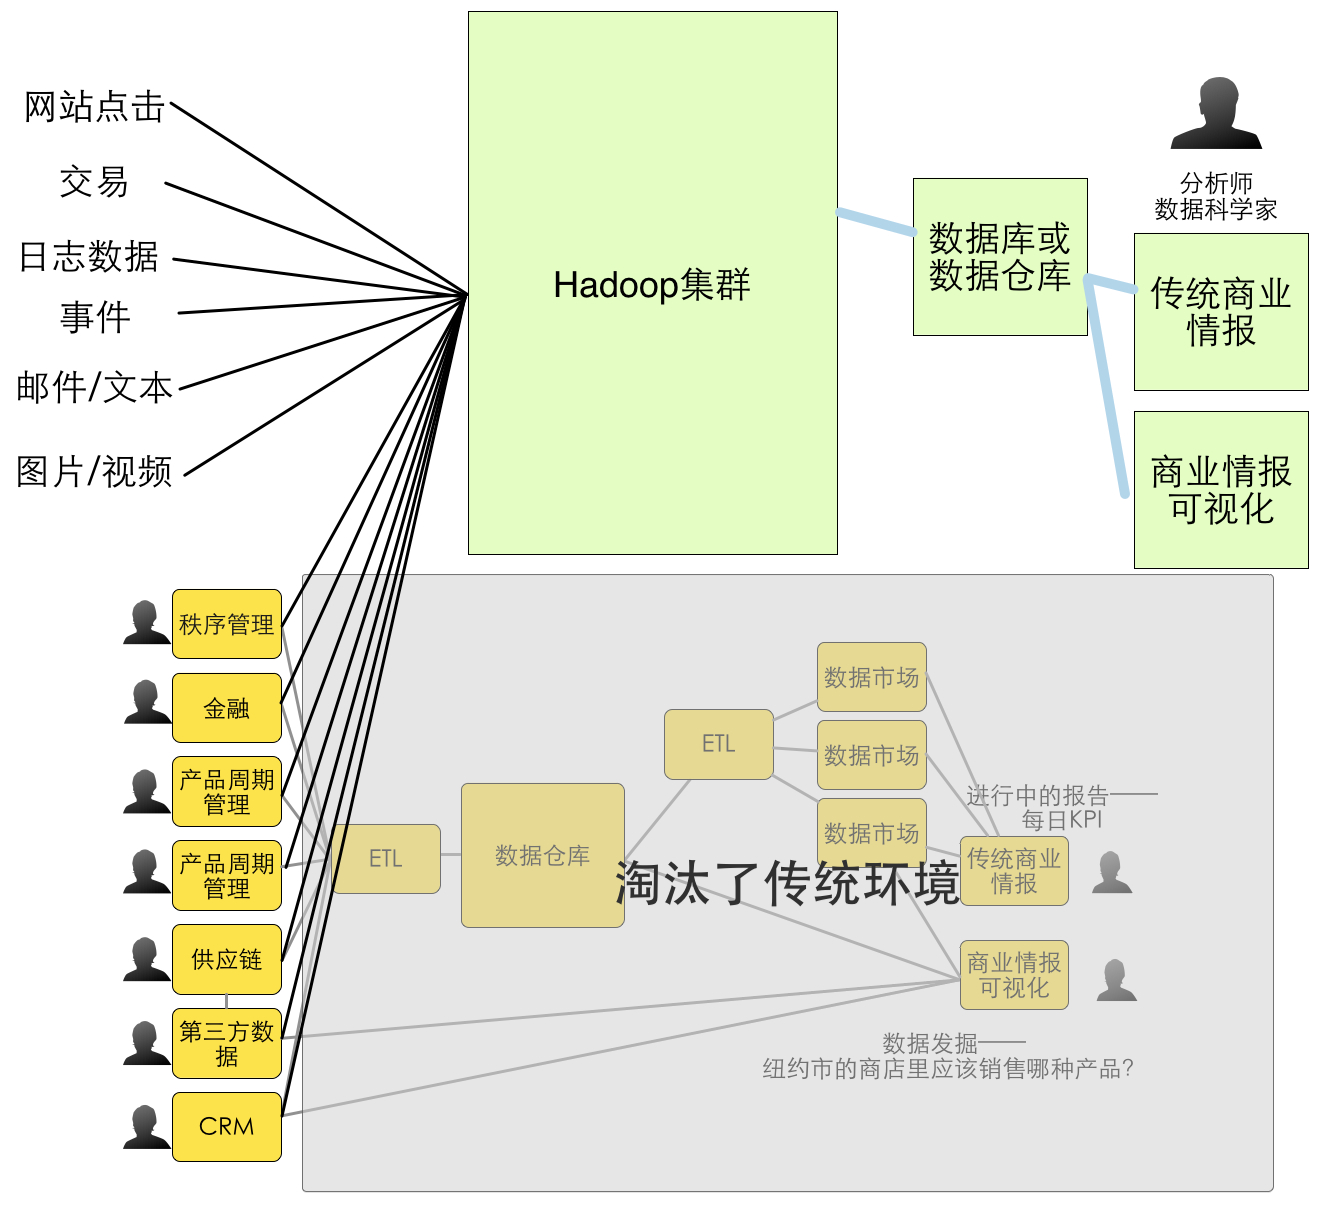 网站点击
交易
日志数据
事件
邮件/文本
图片/视频
Hadoop集群
数据库或
数据仓库
分析师
数据科学家
传统商业
情报
商业情报
可视化
秩序管理
金融
产品周期
管理
产品周期
管理
供应链
第三方数
据
CRM
ETL
数据仓库
ETL
数据市场
数据市场
数据市场
进行中的报告——
每日KPI
淘汰了传统环境
传统商业
情报
商业情报
可视化
数据发掘——
纽约市的商店里应该销售哪种产品?